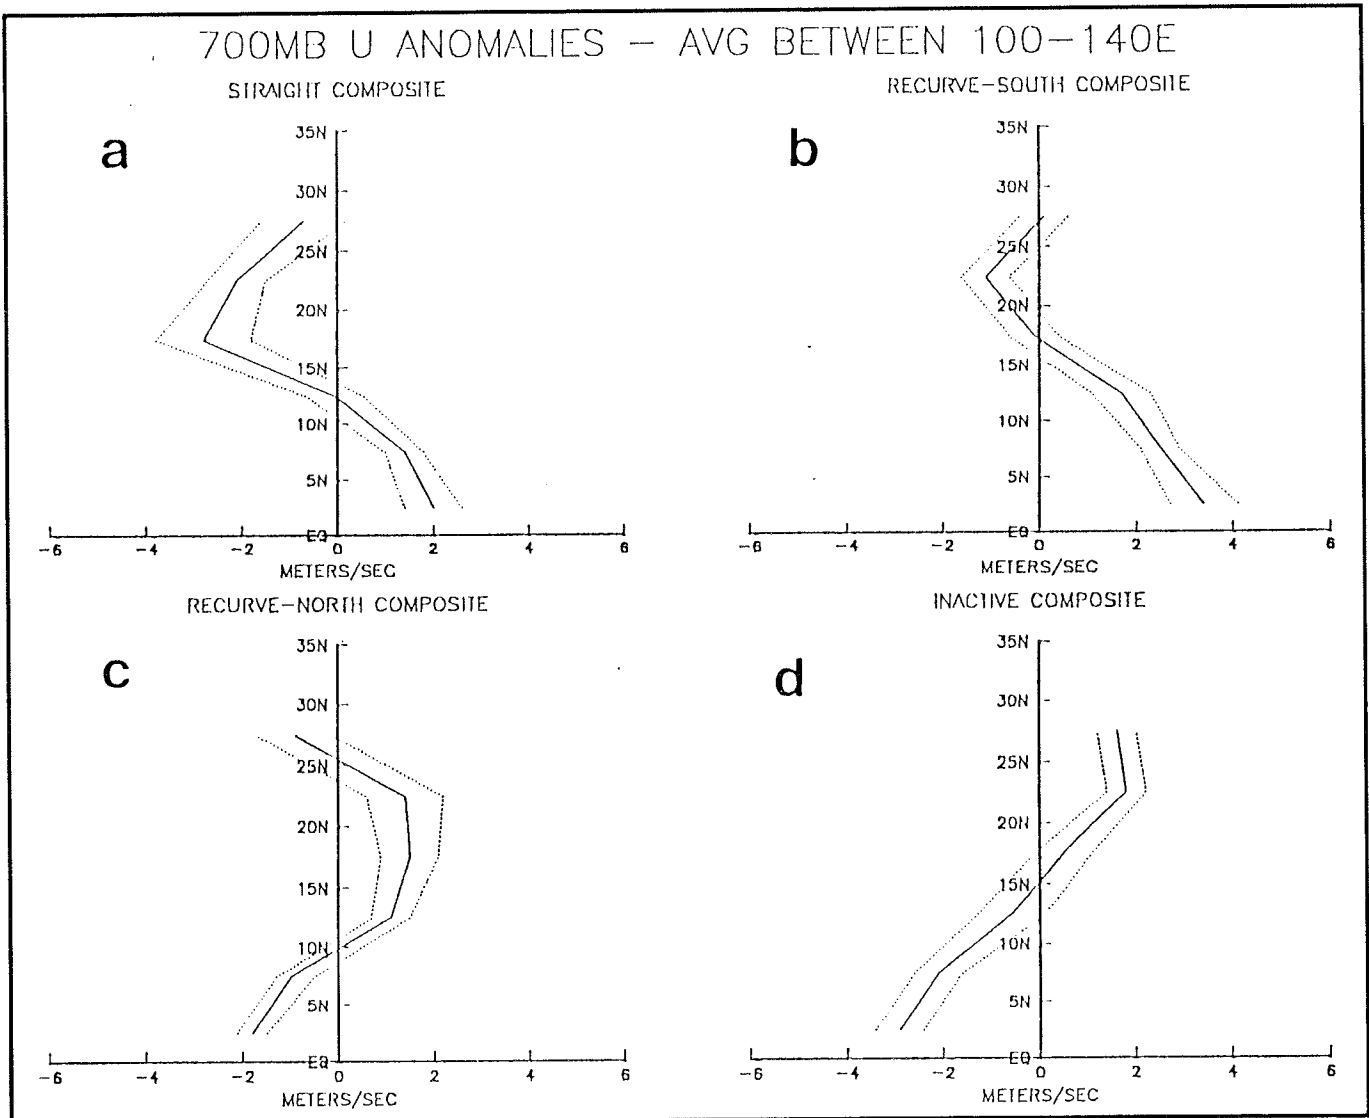 700MB U ANOMALIES – AVG BETWEEN 100–140E
STRAIGHT COMPOSITE
a
35N
30N
25N
20N
15N
10N
5N
EQ
-6 -4 -2 0 2 4 6
METERS/SEC
RECURVE-SOUTH COMPOSITE
b
35N
30N
25N
20N
15N
10N
5N
EQ
-6 -4 -2 0 2 4 6
METERS/SEC
RECURVE-NORTH COMPOSITE
c
35N
30N
25N
20N
15N
10N
5N
EQ
-6 -4 -2 0 2 4 6
METERS/SEC
INACTIVE COMPOSITE
d
35N
30N
25N
20N
15N
10N
5N
EQ
-6 -4 -2 0 2 4 6
METERS/SEC